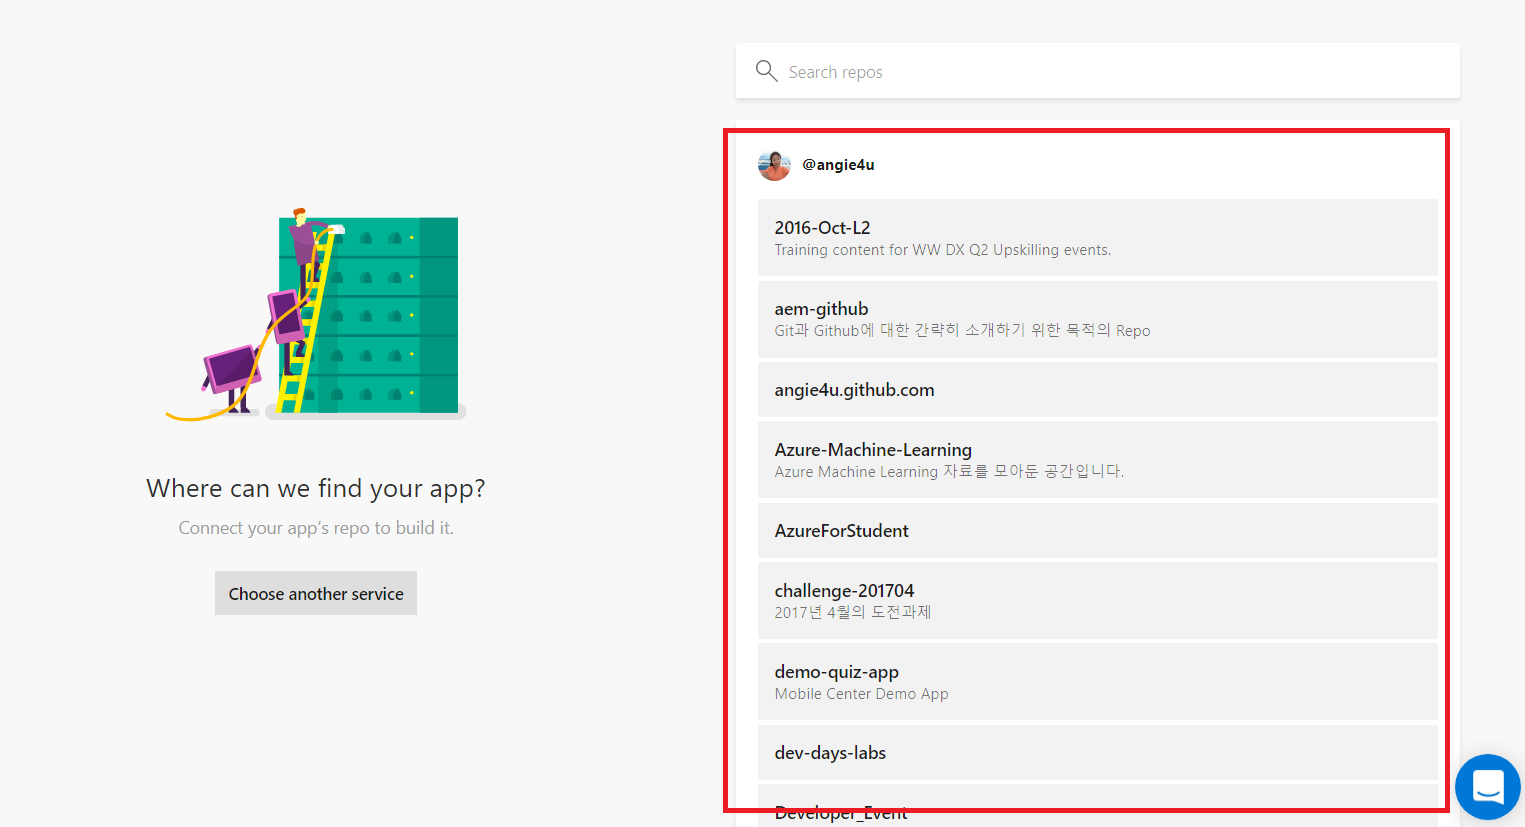 Search repos
@angie4u
2016-Oct-L2
Training content for WW DX Q2 Upskilling events.
aem-github
Git과 Github에 대한 간략히 소개하기 위한 목적의 Repo
angie4u.github.com
Azure-Machine-Learning
Azure Machine Learning 자료를 모아둔 공간입니다.
AzureForStudent
challenge-201704
2017년 4월의 도전과제
demo-quiz-app
Mobile Center Demo App
dev-days-labs
Developer_Event
Where can we find your app?
Connect your app's repo to build it.
Choose another service